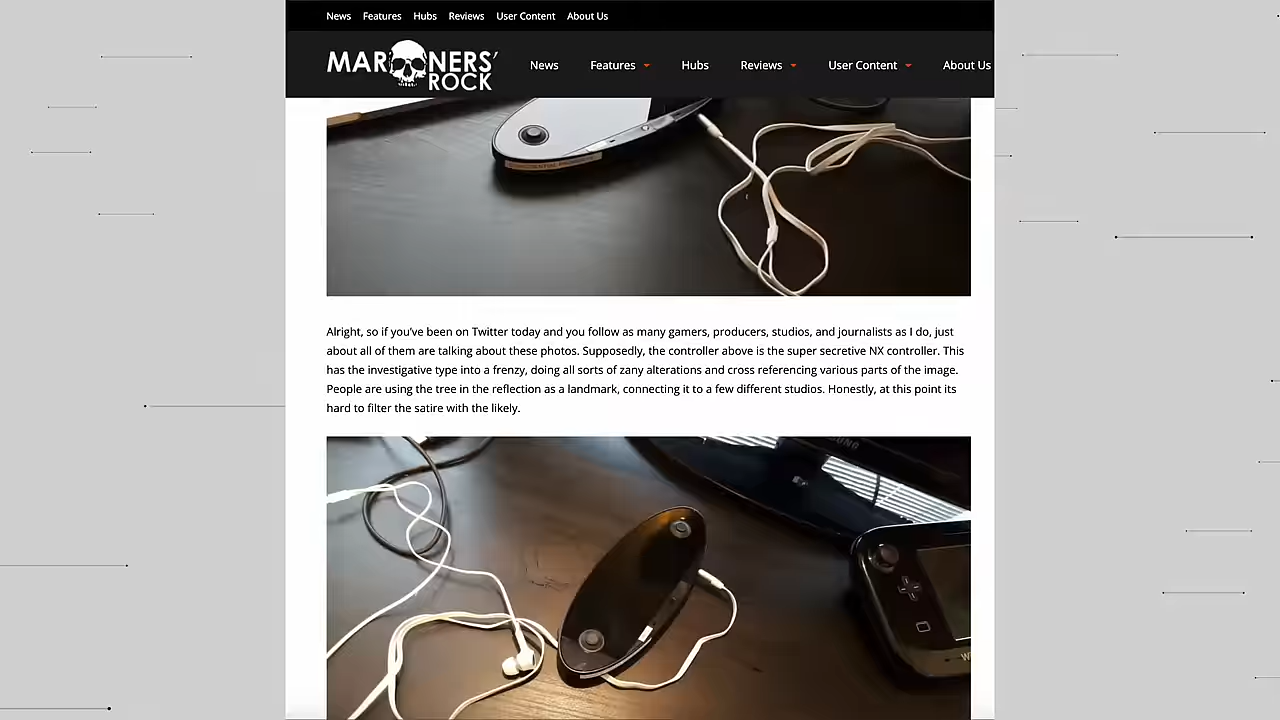 News Features Hubs Reviews User Content About Us
MARINERS' ROCK
News Features Hubs Reviews User Content About Us
Alright, so if you've been on Twitter today and you follow as many gamers, producers, studios, and journalists as I do, just
about all of them are talking about these photos. Supposedly, the controller above is the super secretive NX controller. This
has the investigative type into a frenzy, doing all sorts of zany alterations and cross referencing various parts of the image.
People are using the tree in the reflection as a landmark, connecting it to a few different studios. Honestly, at this point its
hard to filter the satire with the likely.